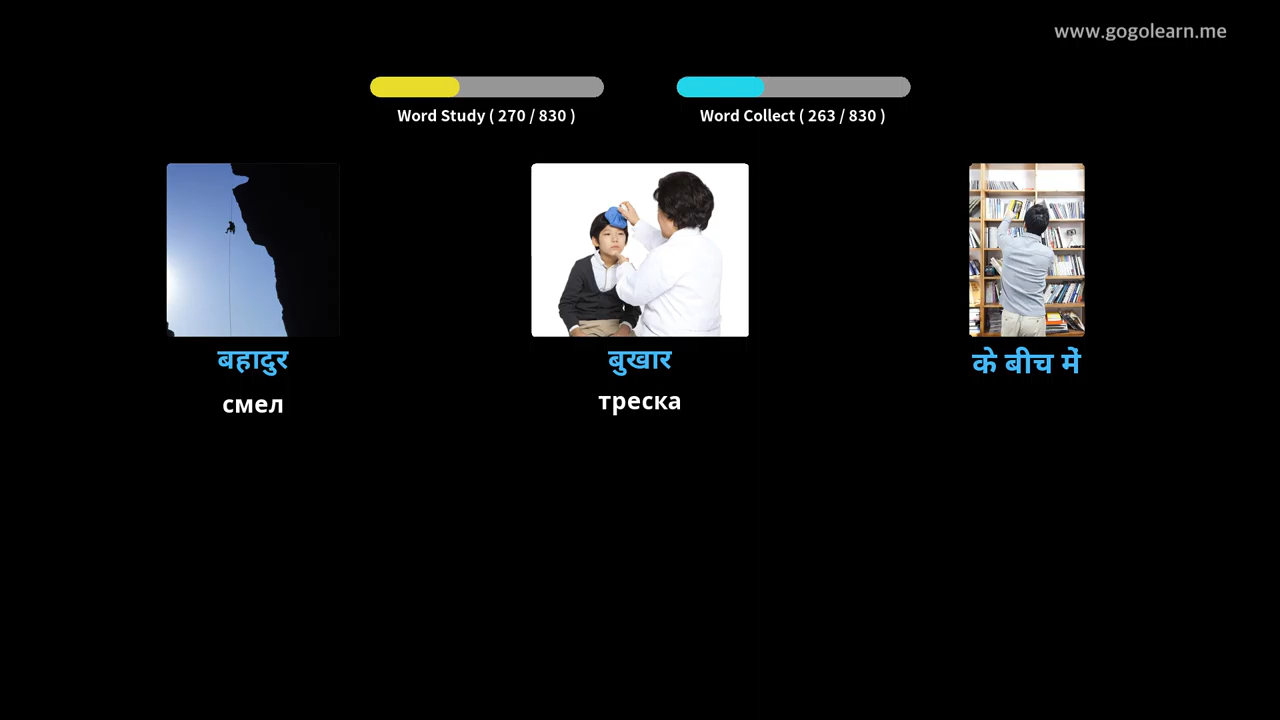 www.gogolearn.me
Word Study ( 270 / 830 )
Word Collect ( 263 / 830 )
बहादुर
बुखार
के बीच में
смел
треска